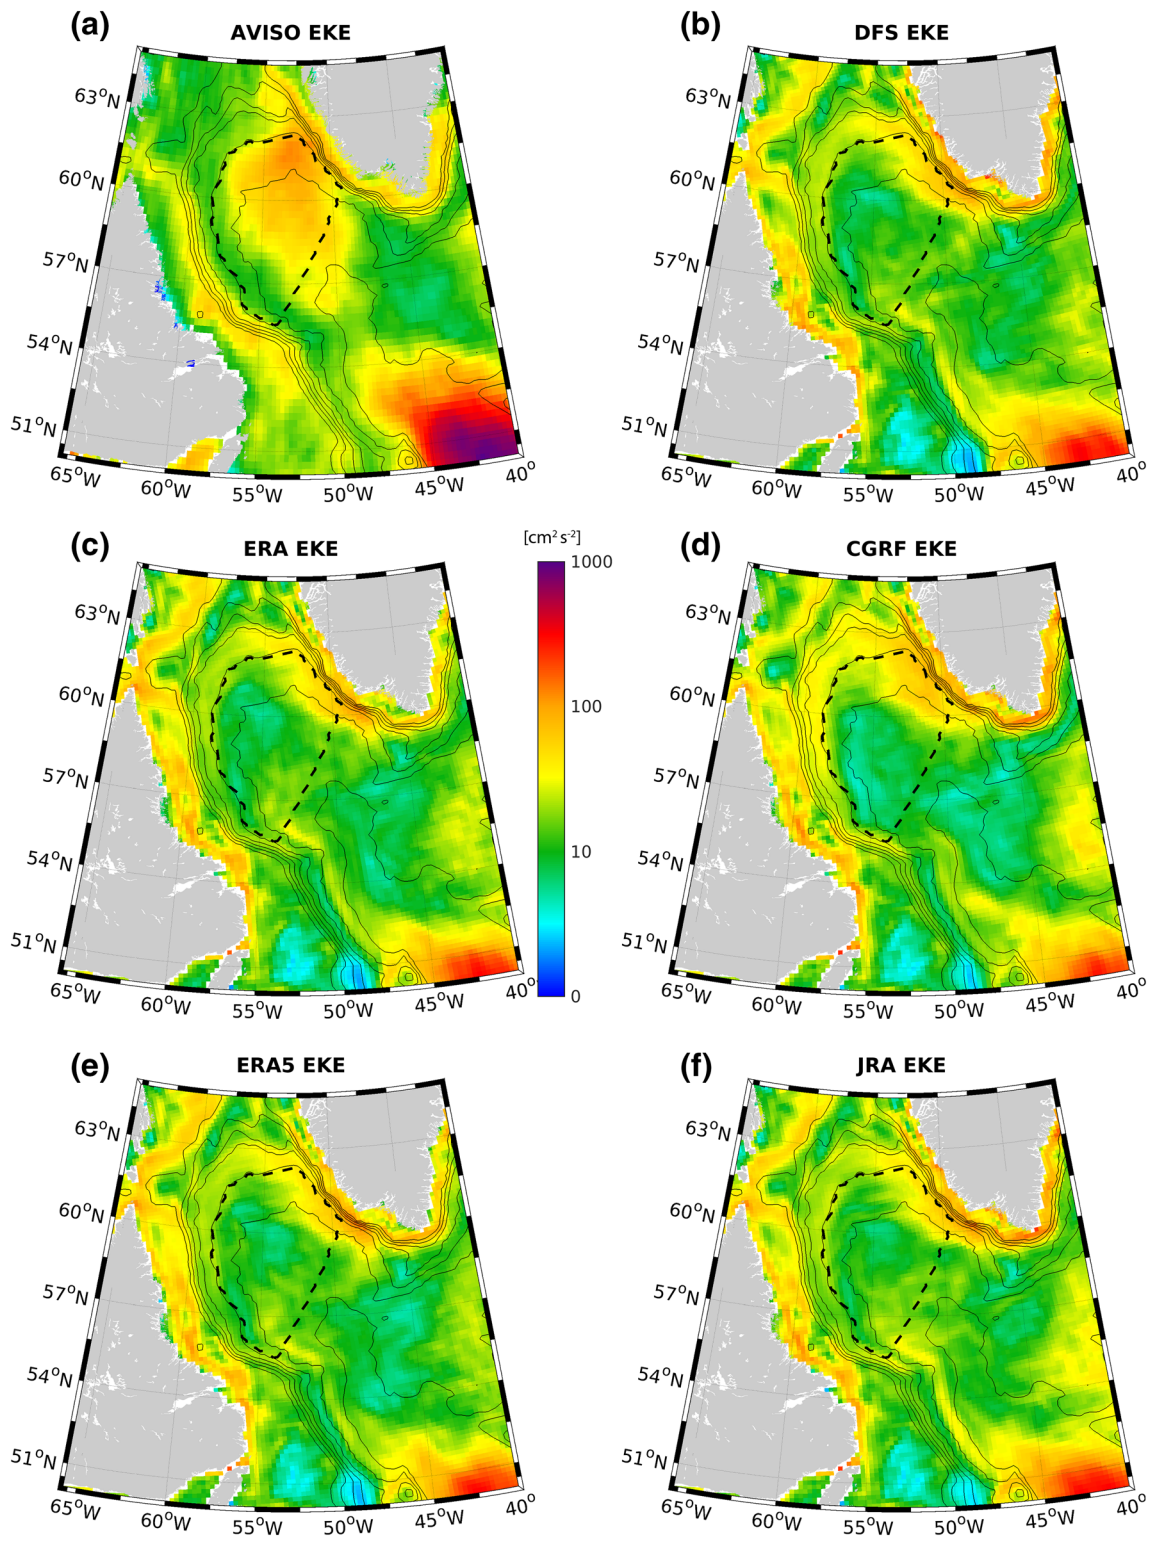 (a) AVISO EKE
63°N
60°N
57°N
54°N
51°N
65°W 60°W 55°W 50°W 45°W 40°
(b) DFS EKE
63°N
60°N
57°N
54°N
51°N
65°W 60°W 55°W 50°W 45°W 40°
(c) ERA EKE
63°N
60°N
57°N
54°N
51°N
65°W 60°W 55°W 50°W 45°W 40°
[cm² s⁻²]
1000
100
10
0
(d) CGRF EKE
63°N
60°N
57°N
54°N
51°N
65°W 60°W 55°W 50°W 45°W 40°
(e) ERA5 EKE
63°N
60°N
57°N
54°N
51°N
65°W 60°W 55°W 50°W 45°W 40°
(f) JRA EKE
63°N
60°N
57°N
54°N
51°N
65°W 60°W 55°W 50°W 45°W 40°